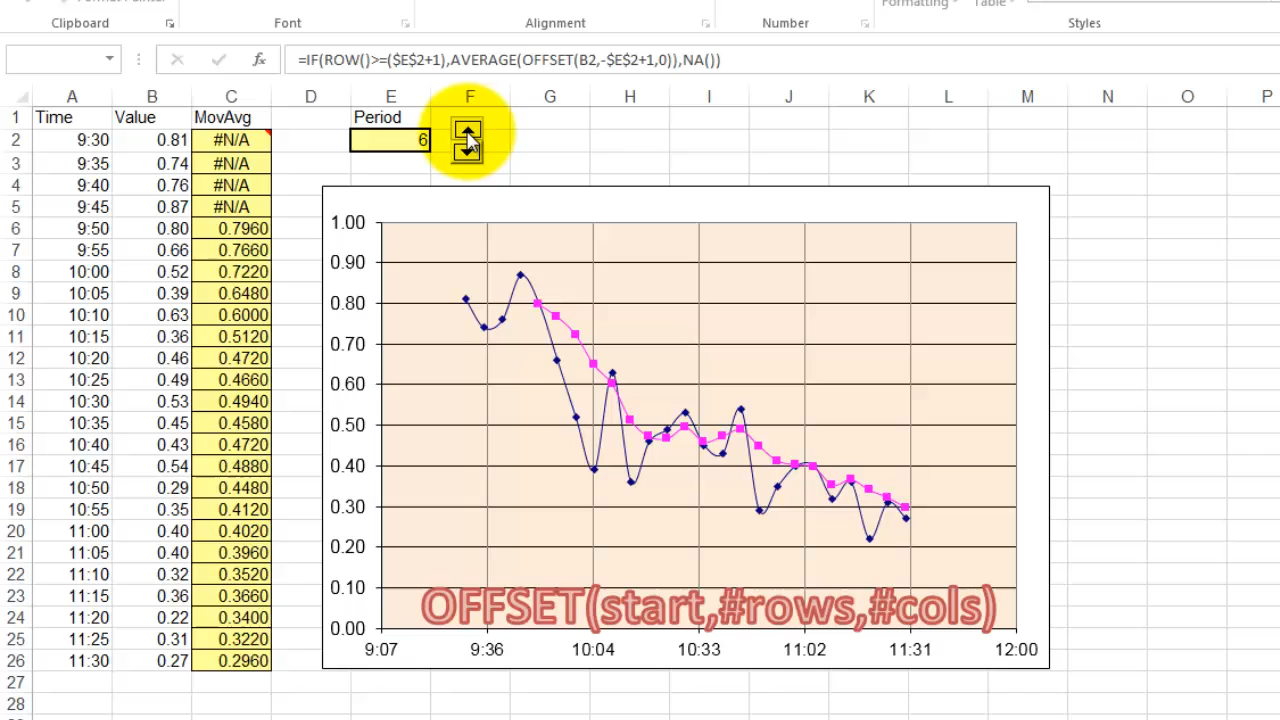 Formatting Table
Clipboard Font Alignment Number Styles
fx =IF(ROW()>=($E$2+1),AVERAGE(OFFSET(B2,-$E$2+1,0)),NA())
A B C D E F G H I J K L M N O P
1 Time Value MovAvg Period
2 9:30 0.81 #N/A 6
3 9:35 0.74 #N/A
4 9:40 0.76 #N/A
5 9:45 0.87 #N/A
6 9:50 0.80 0.7960
7 9:55 0.66 0.7660
8 10:00 0.52 0.7220
9 10:05 0.39 0.6480
10 10:10 0.63 0.6000
11 10:15 0.36 0.5120
12 10:20 0.46 0.4720
13 10:25 0.49 0.4660
14 10:30 0.53 0.4940
15 10:35 0.45 0.4580
16 10:40 0.43 0.4720
17 10:45 0.54 0.4880
18 10:50 0.29 0.4480
19 10:55 0.35 0.4120
20 11:00 0.40 0.4020
21 11:05 0.40 0.3960
22 11:10 0.32 0.3520
23 11:15 0.36 0.3660
24 11:20 0.22 0.3400
25 11:25 0.31 0.3220
26 11:30 0.27 0.2960
27
28
1.00
0.90
0.80
0.70
0.60
0.50
0.40
0.30
0.20
0.10
0.00
OFFSET(start,#rows,#cols)
9:07 9:36 10:04 10:33 11:02 11:31 12:00